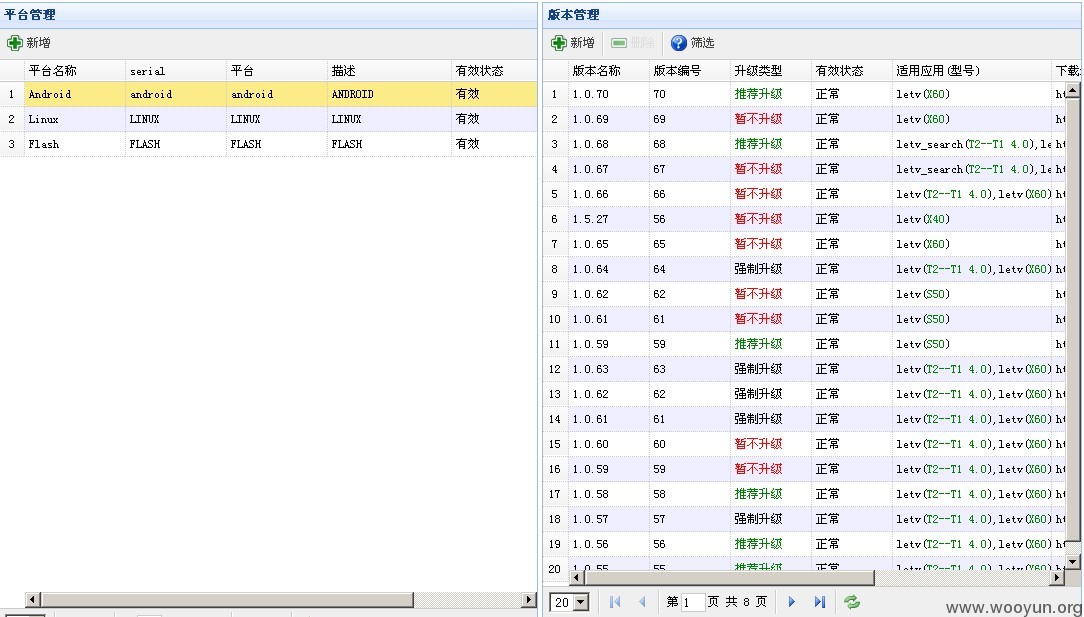 平台管理
新增
平台名称 serial 平台 描述 有效状态
1 Android android android ANDROID 有效
2 Linux LINUX LINUX LINUX 有效
3 Flash FLASH FLASH FLASH 有效
版本管理
新增 删除 筛选
版本名称 版本编号 升级类型 有效状态 适用应用(型号) 下载
1 1.0.70 70 推荐升级 正常 letv(X60) ht
2 1.0.69 69 暂不升级 正常 letv(X60) ht
3 1.0.68 68 推荐升级 正常 letv_search(T2--T1 4.0),le ht
4 1.0.67 67 暂不升级 正常 letv_search(T2--T1 4.0),le ht
5 1.0.66 66 暂不升级 正常 letv(T2--T1 4.0),letv(X60) ht
6 1.5.27 56 暂不升级 正常 letv(X40) ht
7 1.0.65 65 暂不升级 正常 letv(X60) ht
8 1.0.64 64 强制升级 正常 letv(T2--T1 4.0),letv(X60) ht
9 1.0.62 62 暂不升级 正常 letv(S50) ht
10 1.0.61 61 暂不升级 正常 letv(S50) ht
11 1.0.59 59 推荐升级 正常 letv(S50) ht
12 1.0.63 63 强制升级 正常 letv(T2--T1 4.0),letv(X60) ht
13 1.0.62 62 强制升级 正常 letv(T2--T1 4.0),letv(X60) ht
14 1.0.61 61 强制升级 正常 letv(T2--T1 4.0),letv(X60) ht
15 1.0.60 60 暂不升级 正常 letv(T2--T1 4.0),letv(X60) ht
16 1.0.59 59 暂不升级 正常 letv(T2--T1 4.0),letv(X60) ht
17 1.0.58 58 推荐升级 正常 letv(T2--T1 4.0),letv(X60) ht
18 1.0.57 57 强制升级 正常 letv(T2--T1 4.0),letv(X60) ht
19 1.0.56 56 推荐升级 正常 letv(T2--T1 4.0),letv(X60) ht
20 1.0.55 55 推荐升级 正常 letv(T2--T1 4.0),letv(X60) ht
20 第 1 页 共 8 页
www.wooyun.org